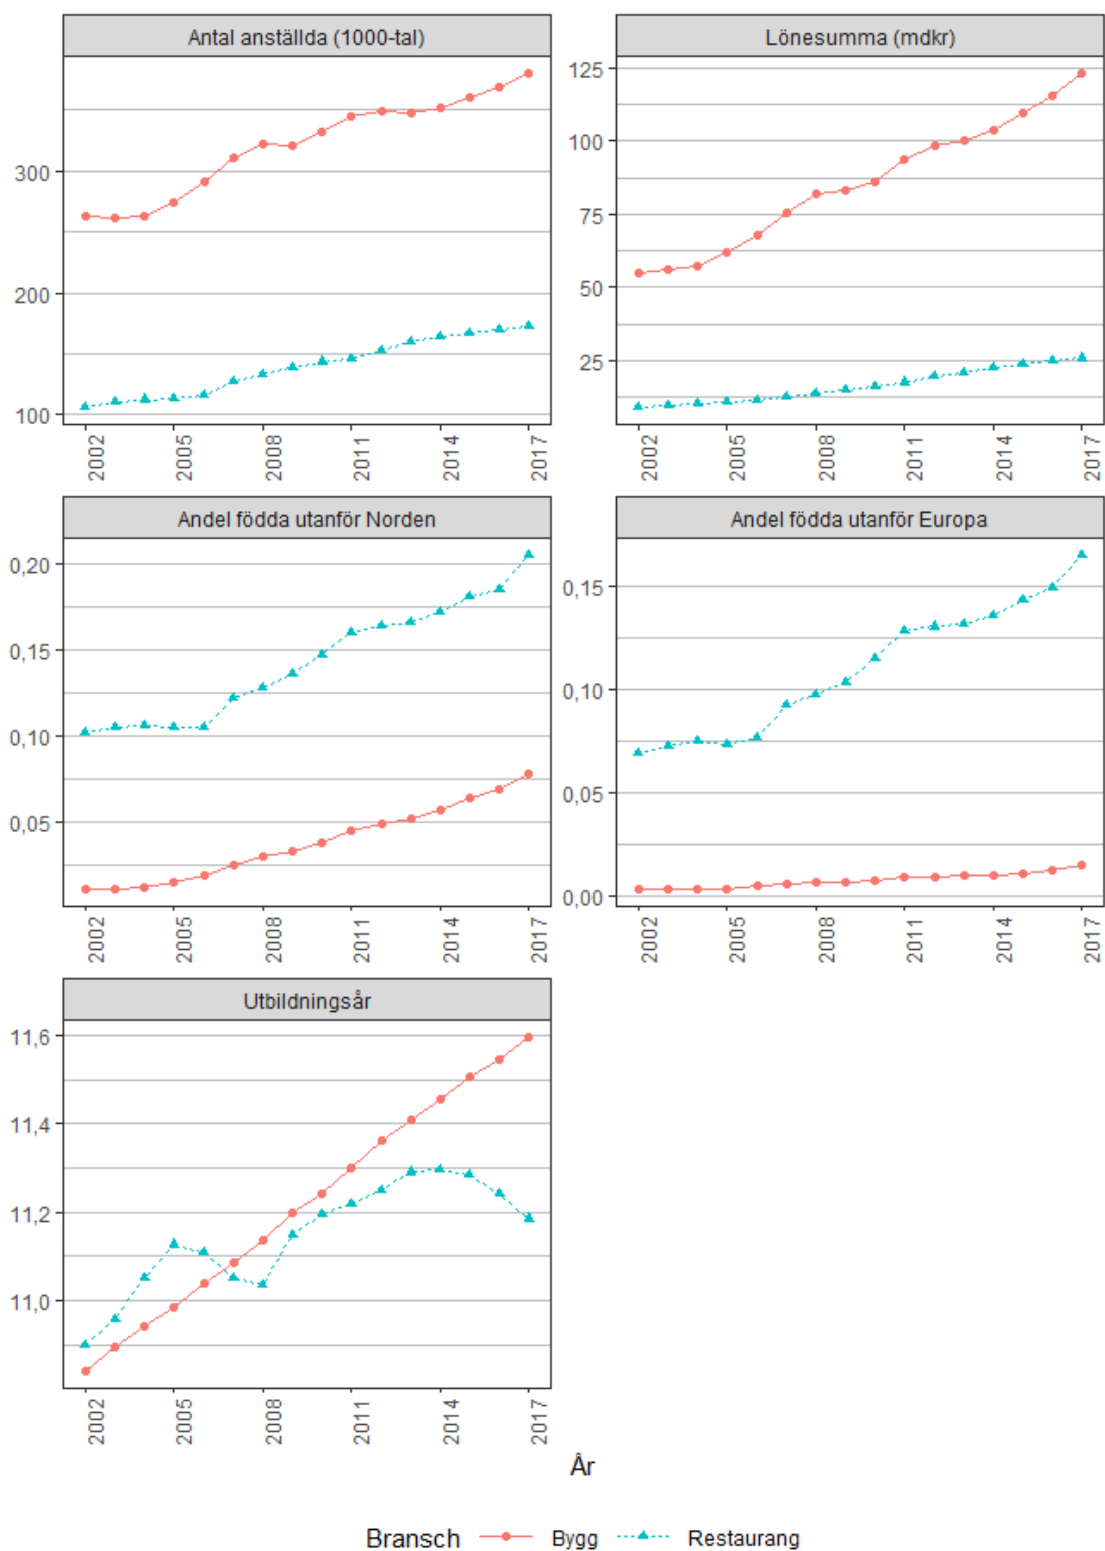 Antal anställda (1000-tal)
Lönesumma (mdkr)
300
200
100
125
100
75
50
25
2002 2005 2008 2011 2014 2017
2002 2005 2008 2011 2014 2017
Andel födda utanför Norden
Andel födda utanför Europa
0,20
0,15
0,10
0,05
0,15
0,10
0,05
0,00
2002 2005 2008 2011 2014 2017
2002 2005 2008 2011 2014 2017
Utbildningsår
11,6
11,4
11,2
11,0
2002 2005 2008 2011 2014 2017
År
Bransch Bygg Restaurang